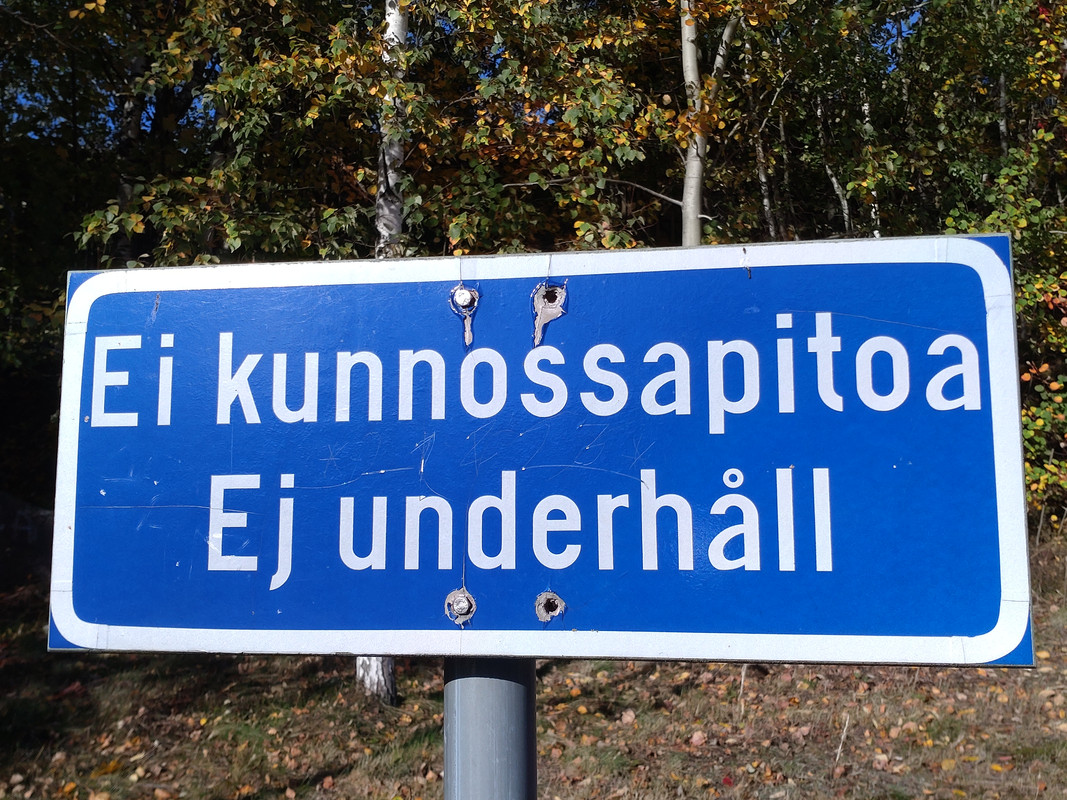 Ei kunnossapitoa
Ej underhåll